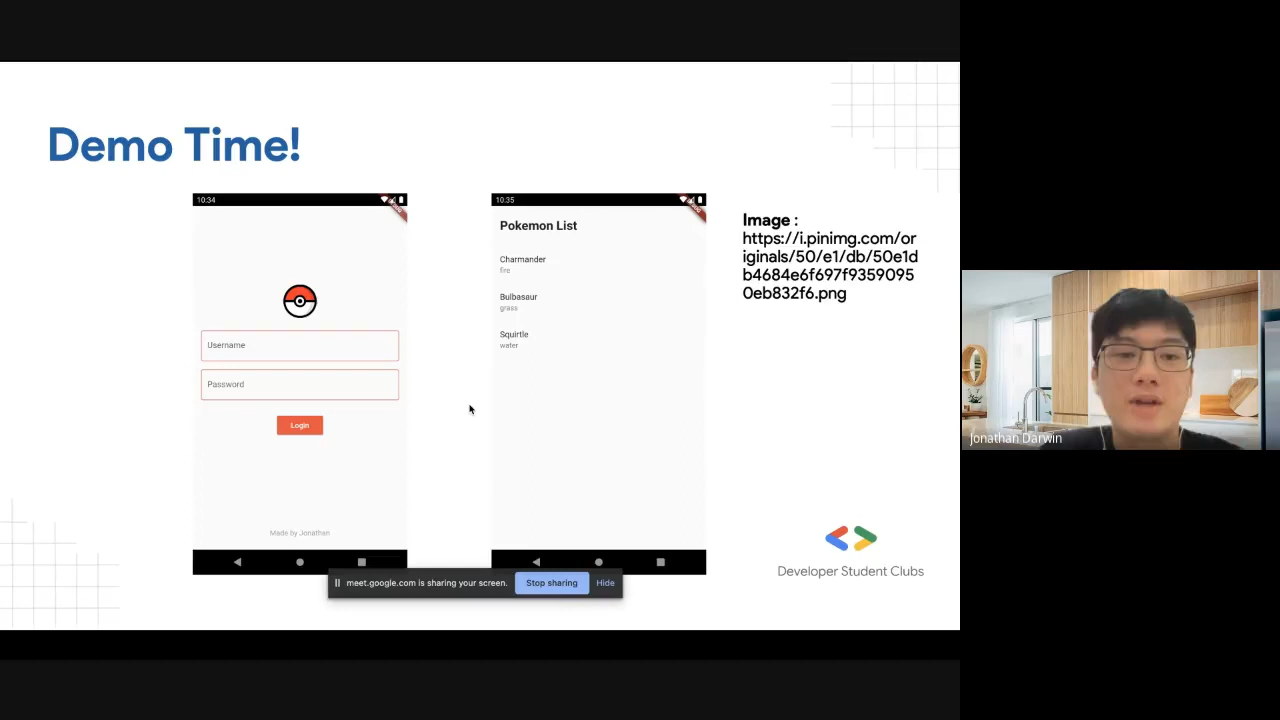 Demo Time!
10:34
Username
Password
Login
Made by Jonathan
10:35
Pokemon List
Charmander
fire
Bulbasaur
grass
Squirtle
water
Image :
https://i.pinimg.com/or
iginals/50/e1/db/50e1d
b4684e6f697f9359095
0eb832f6.png
Developer Student Clubs
meet.google.com is sharing your screen.
Stop sharing
Hide
Jonathan Darwin